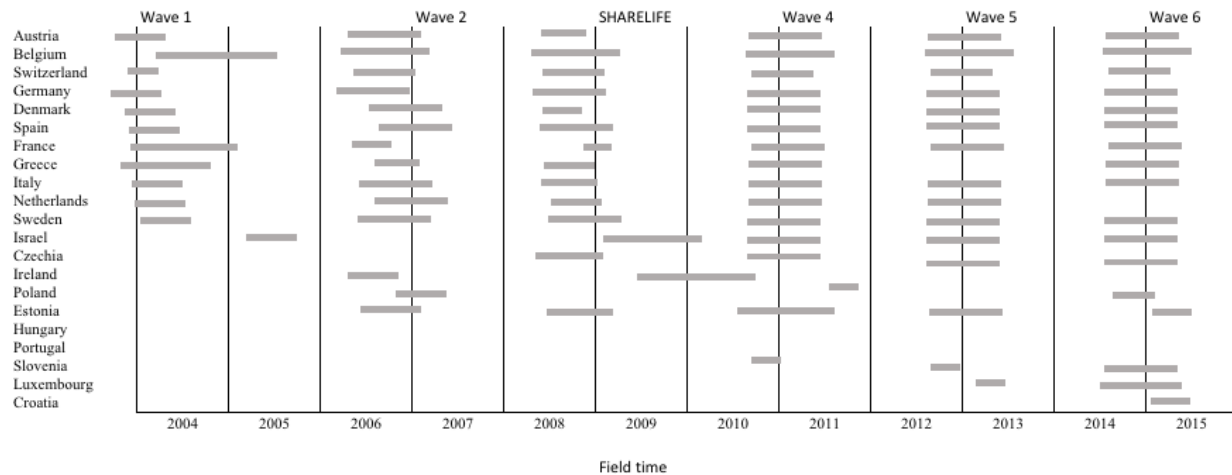 Wave 1 Wave 2 SHARELIFE Wave 4 Wave 5 Wave 6
Austria
Belgium
Switzerland
Germany
Denmark
Spain
France
Greece
Italy
Netherlands
Sweden
Israel
Czechia
Ireland
Poland
Estonia
Hungary
Portugal
Slovenia
Luxembourg
Croatia
2004 2005 2006 2007 2008 2009 2010 2011 2012 2013 2014 2015
Field time